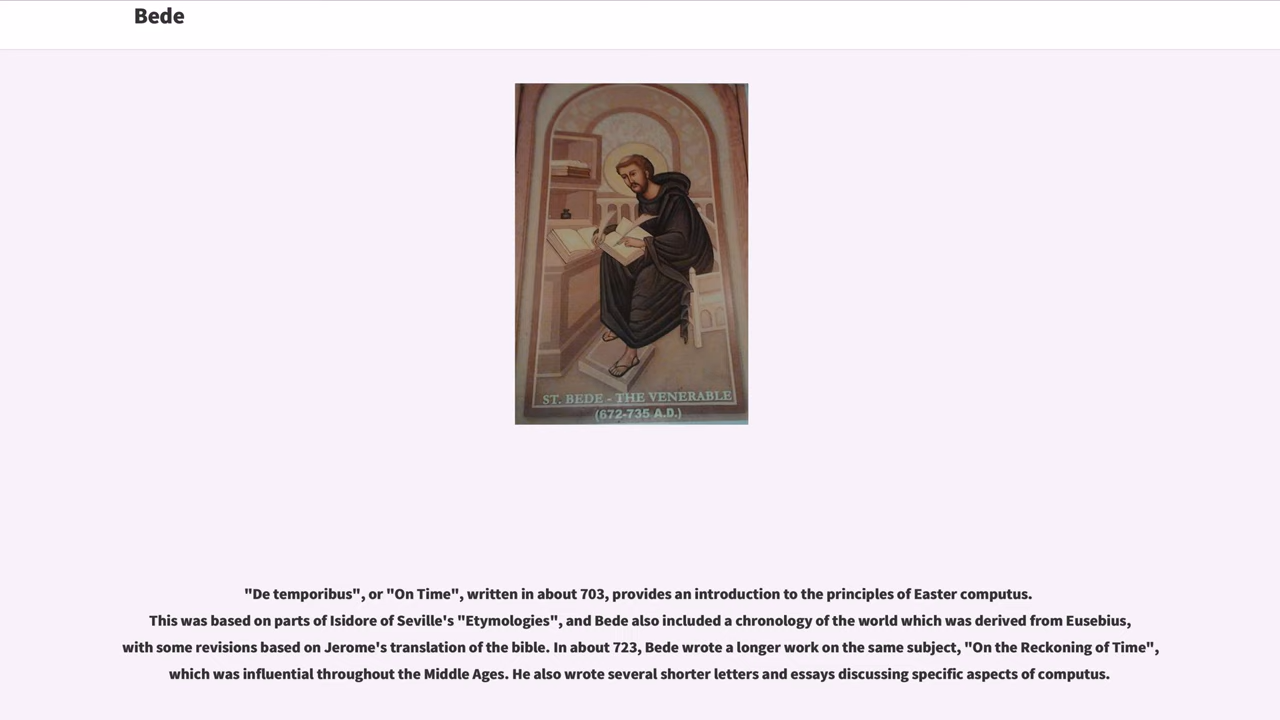 Bede
ST. BEDE - THE VENERABLE
(672-735 A.D.)
"De temporibus", or "On Time", written in about 703, provides an introduction to the principles of Easter computus.
This was based on parts of Isidore of Seville's "Etymologies", and Bede also included a chronology of the world which was derived from Eusebius,
with some revisions based on Jerome's translation of the bible. In about 723, Bede wrote a longer work on the same subject, "On the Reckoning of Time",
which was influential throughout the Middle Ages. He also wrote several shorter letters and essays discussing specific aspects of computus.